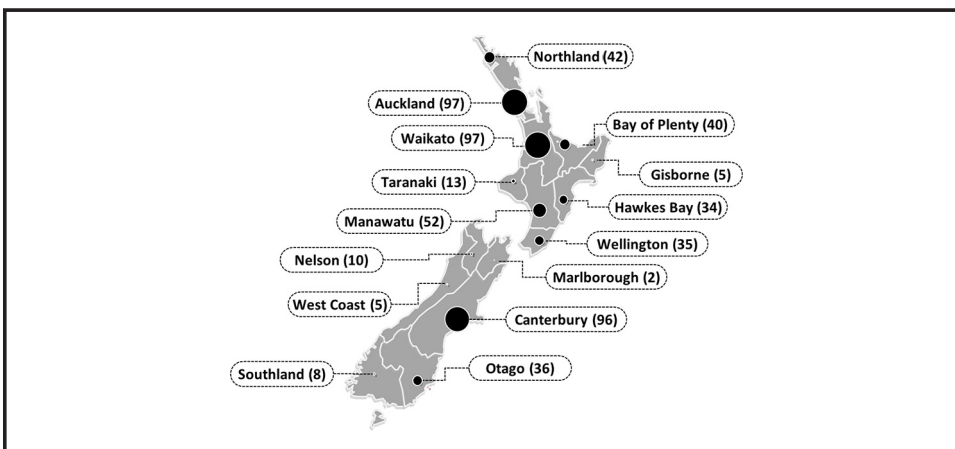 Northland (42)
Auckland (97)
Bay of Plenty (40)
Waikato (97)
Gisborne (5)
Taranaki (13)
Hawkes Bay (34)
Manawatu (52)
Wellington (35)
Nelson (10)
Marlborough (2)
West Coast (5)
Canterbury (96)
Otago (36)
Southland (8)